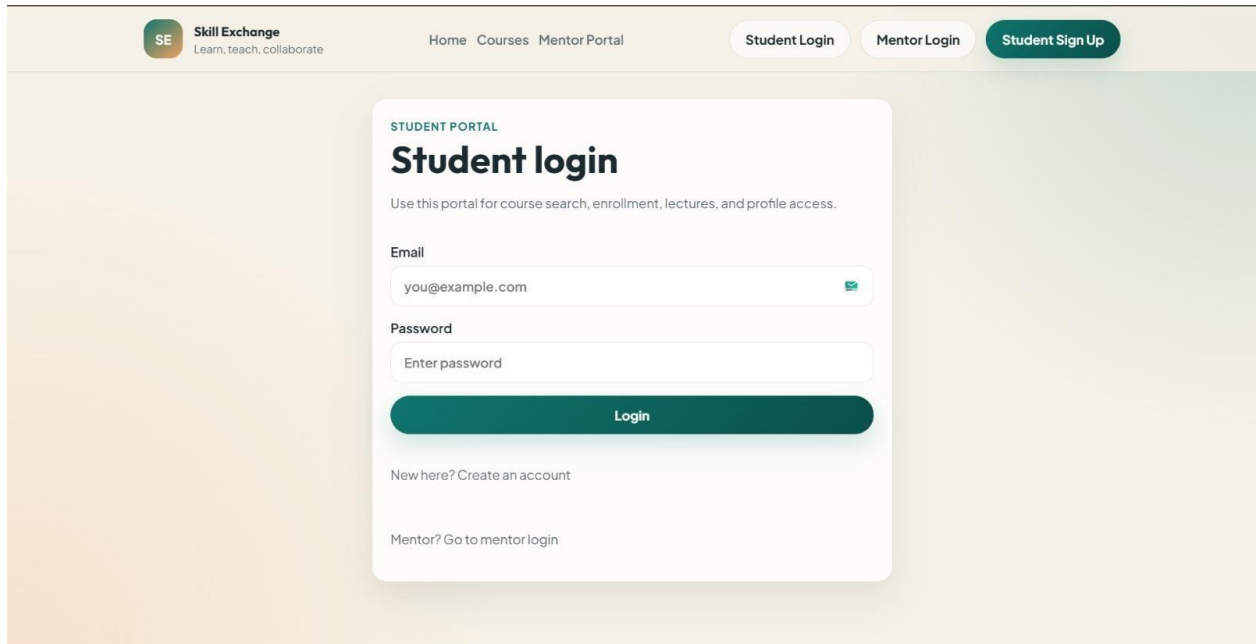 SE
Skill Exchange
Learn, teach, collaborate
Home Courses Mentor Portal
Student Login
Mentor Login
Student Sign Up
STUDENT PORTAL
Student login
Use this portal for course search, enrollment, lectures, and profile access.
Email
you@example.com
Password
Enter password
Login
New here? Create an account
Mentor? Go to mentor login